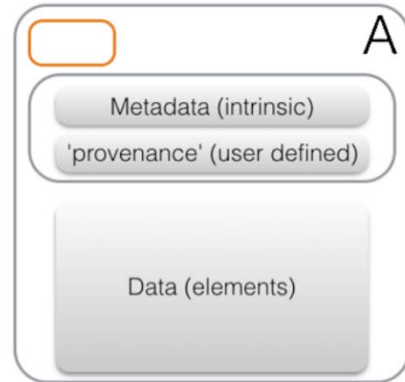 A
Metadata (intrinsic)
'provenance' (user defined)
Data (elements)